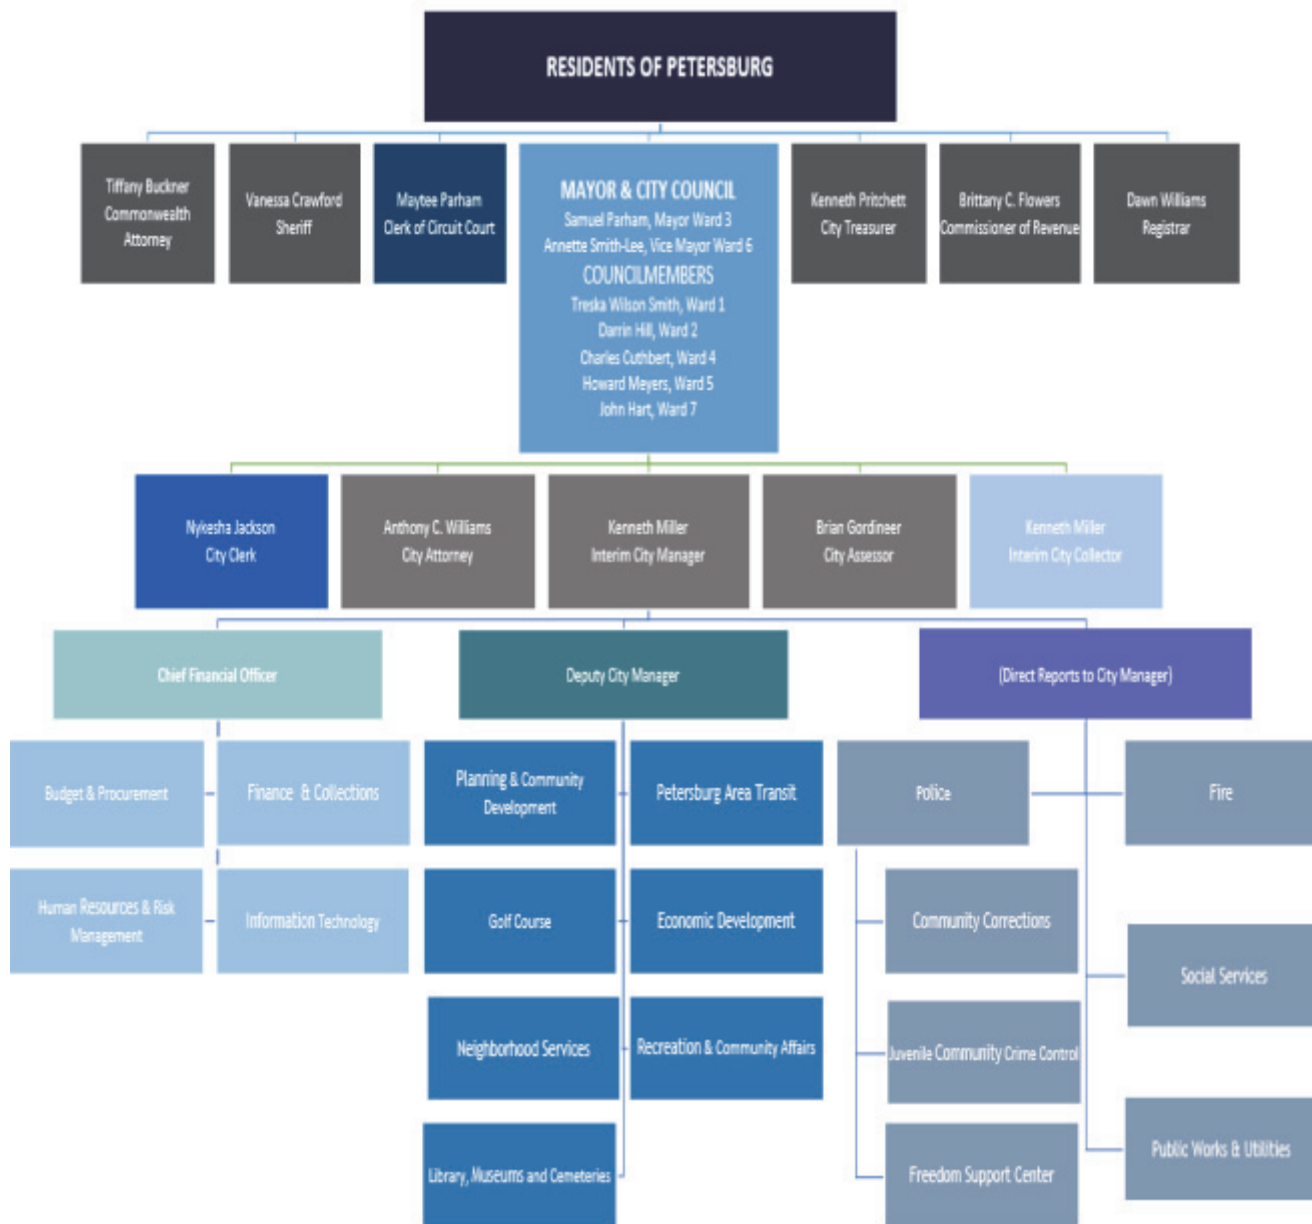 RESIDENTS OF PETERSBURG
Tiffany Buckner
Commonwealth
Attorney
Vanessa Crawford
Sheriff
Maytee Parham
Clerk of Circuit Court
MAYOR & CITY COUNCIL
Samuel Parham, Mayor Ward 3
Annette Smith-Lee, Vice Mayor Ward 6
COUNCILMEMBERS
Treska Wilson Smith, Ward 1
Darrin Hill, Ward 2
Charles Cuthbert, Ward 4
Howard Meyers, Ward 5
John Hart, Ward 7
Kenneth Pritchett
City Treasurer
Brittany C. Flowers
Commissioner of Revenue
Dawn Williams
Registrar
Nykesha Jackson
City Clerk
Anthony C. Williams
City Attorney
Kenneth Miller
Interim City Manager
Brian Gordineer
City Assessor
Kenneth Miller
Interim City Collector
Chief Financial Officer
Deputy City Manager
(Direct Reports to City Manager)
Budget & Procurement
Finance & Collections
Planning & Community
Development
Petersburg Area Transit
Police
Fire
Human Resources & Risk
Management
Information Technology
Golf Course
Economic Development
Community Corrections
Social Services
Neighborhood Services
Recreation & Community Affairs
Juvenile Community Crime Control
Library, Museums and Cemeteries
Freedom Support Center
Public Works & Utilities